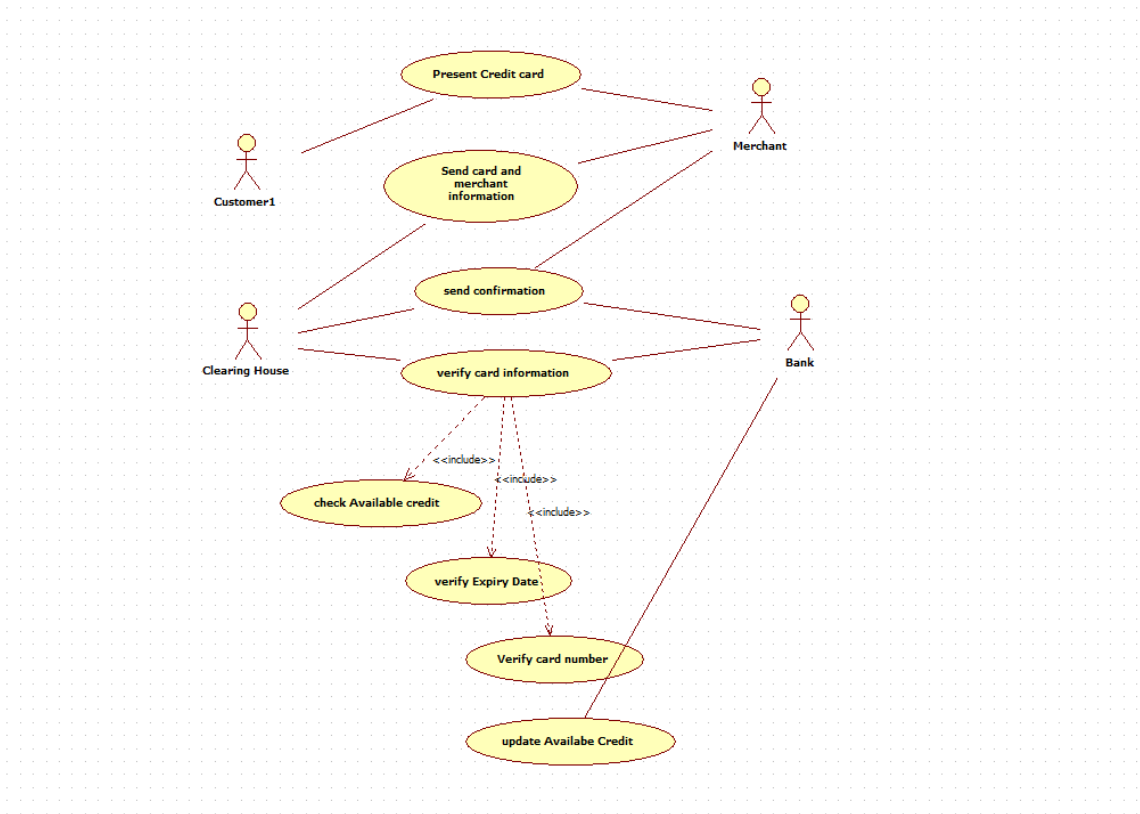 Present Credit card
Merchant
Send card and
merchant
information
Customer1
send confirmation
Clearing House
Bank
verify card information
<<include>>
<<include>>
check Available credit
<<include>>
verify Expiry Date
Verify card number
update Availabe Credit